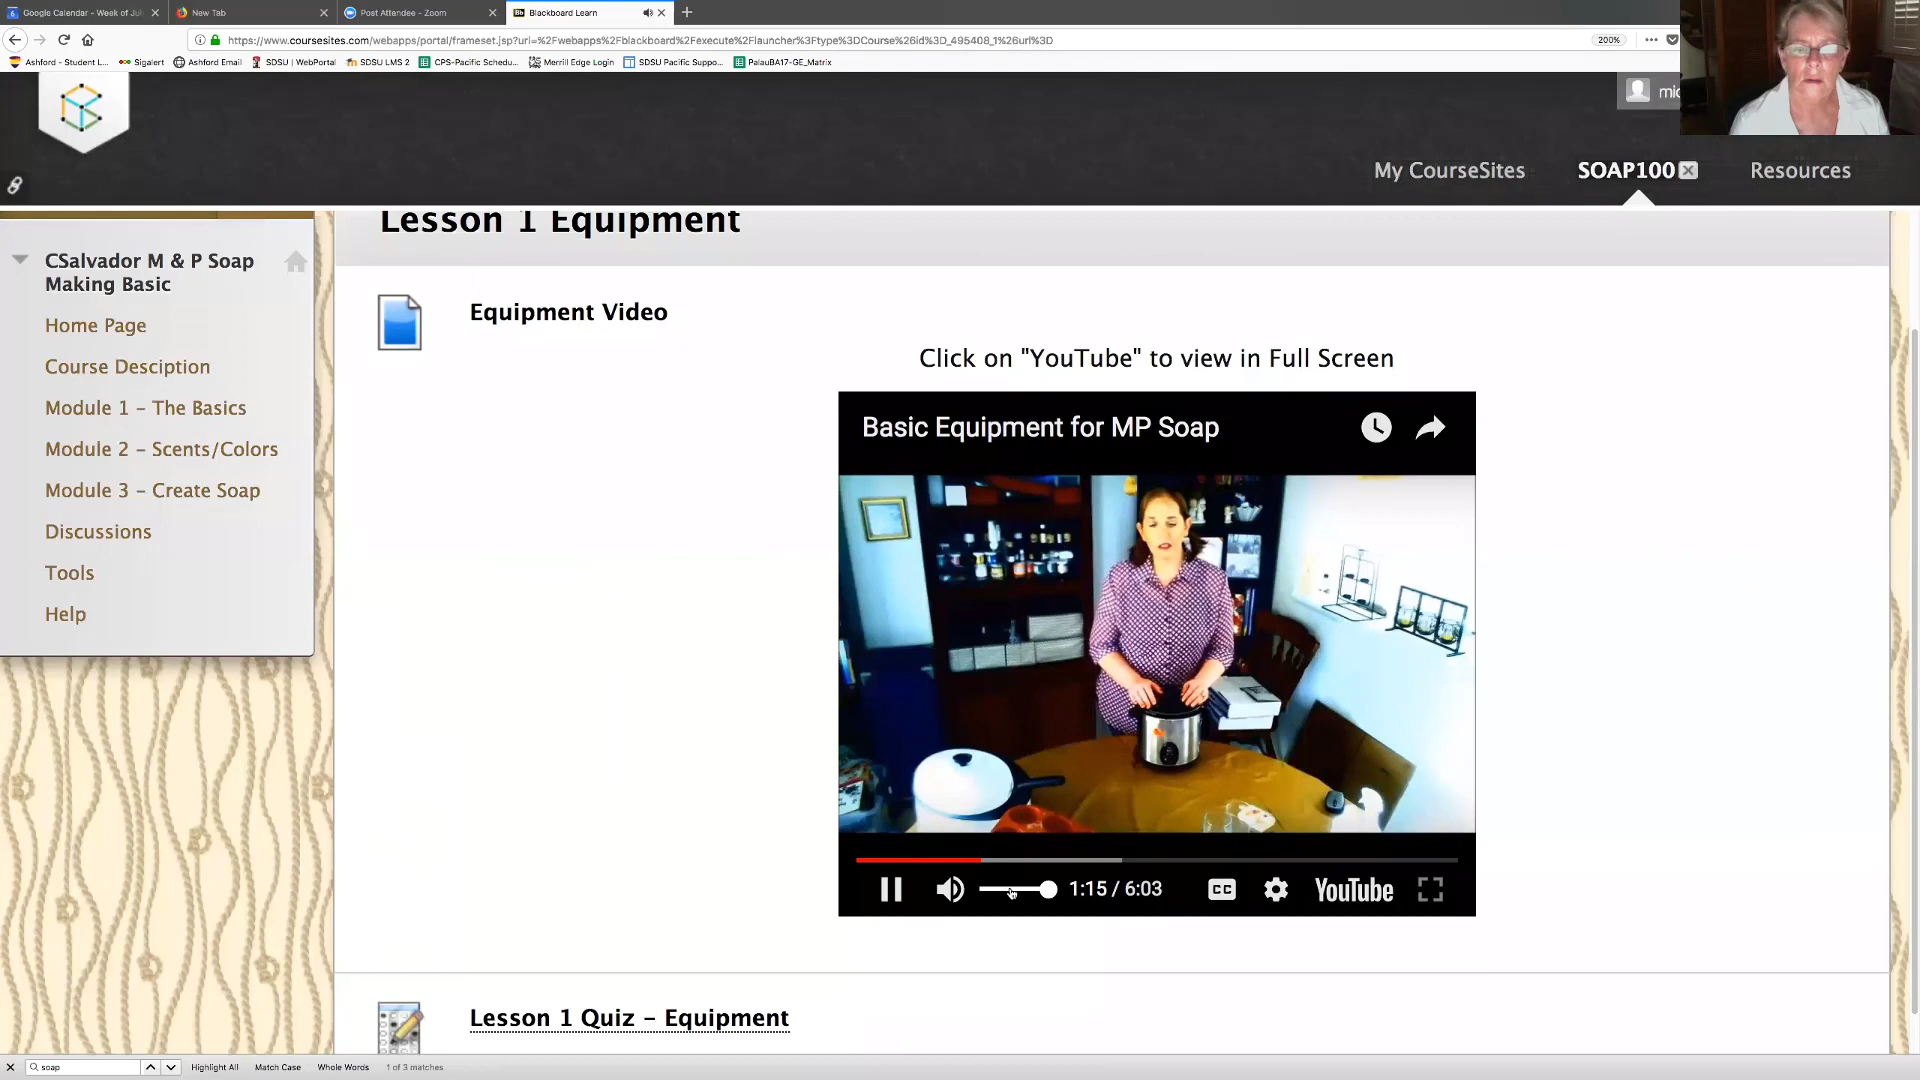 Google Calendar - Week of Jul
New Tab
Post Attendee - Zoom
Blackboard Learn
https://www.coursesites.com/webapps/portal/frameset.jsp?url=%2Fwebapps%2Fblackboard%2Fexecute%2Flauncher%3Ftype%3DCourse%26id%3D_495408_1%26url%3D
200%
Ashford - Student L...
Sigalert
Ashford Email
SDSU | WebPortal
SDSU LMS 2
CPS-Pacific Schedu...
Merrill Edge Login
SDSU Pacific Suppo...
PalauBA17-GE_Matrix
My CourseSites
SOAP100
Resources
Lesson 1 Equipment
CSalvador M & P Soap
Making Basic
Home Page
Course Desciption
Module 1 - The Basics
Module 2 - Scents/Colors
Module 3 - Create Soap
Discussions
Tools
Help
Equipment Video
Click on "YouTube" to view in Full Screen
Basic Equipment for MP Soap
1:15 / 6:03
CC
YouTube
Lesson 1 Quiz - Equipment
soap
Highlight All
Match Case
Whole Words
1 of 3 matches